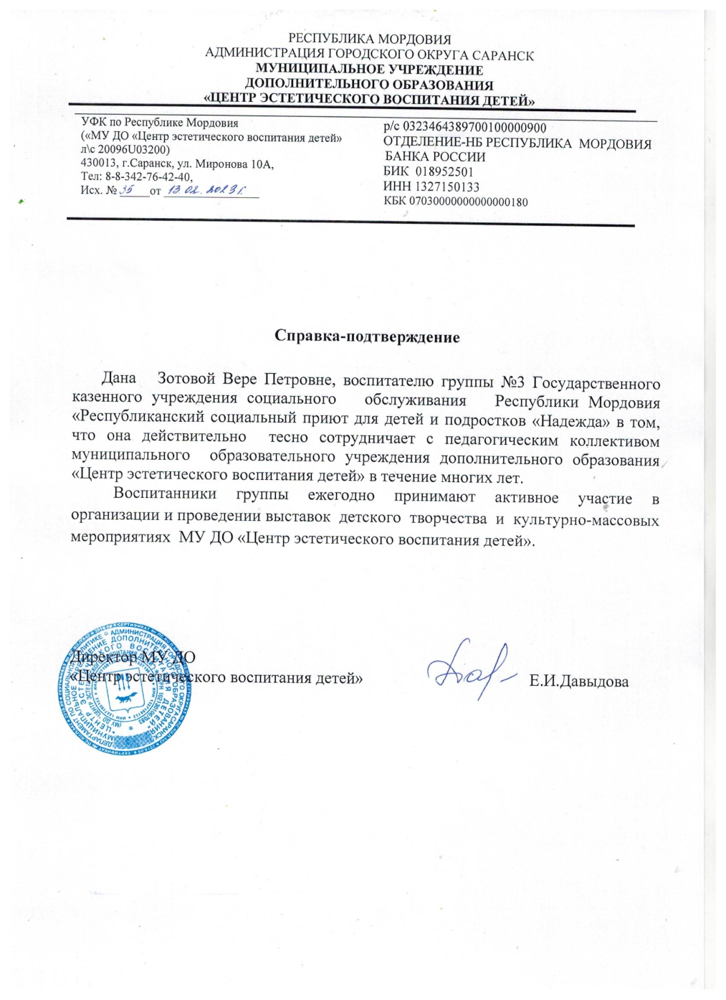 РЕСПУБЛИКА МОРДОВИЯ
АДМИНИСТРАЦИЯ ГОРОДСКОГО ОКРУГА САРАНСК
МУНИЦИПАЛЬНОЕ УЧРЕЖДЕНИЕ
ДОПОЛНИТЕЛЬНОГО ОБРАЗОВАНИЯ
«ЦЕНТР ЭСТЕТИЧЕСКОГО ВОСПИТАНИЯ ДЕТЕЙ»
УФК по Республике Мордовия
(«МУ ДО «Центр эстетического воспитания детей»
л\с 20096U03200)
430013, г.Саранск, ул. Миронова 10А,
Тел: 8-8-342-76-42-40,
Исх. № 35 от 13.02.2023 г.
р/с 0323464389700100000900
ОТДЕЛЕНИЕ-НБ РЕСПУБЛИКА МОРДОВИЯ
БАНКА РОССИИ
БИК 018952501
ИНН 1327150133
КБК 07030000000000000180
Справка-подтверждение
Дана Зотовой Вере Петровне, воспитателю группы №3 Государственного
казенного учреждения социального обслуживания Республики Мордовия
«Республиканский социальный приют для детей и подростков «Надежда» в том,
что она действительно тесно сотрудничает с педагогическим коллективом
муниципального образовательного учреждения дополнительного образования
«Центр эстетического воспитания детей» в течение многих лет.
Воспитанники группы ежегодно принимают активное участие в
организации и проведении выставок детского творчества и культурно-массовых
мероприятиях МУ ДО «Центр эстетического воспитания детей».
Директор МУ ДО
«Центр эстетического воспитания детей»
Е.И.Давыдова